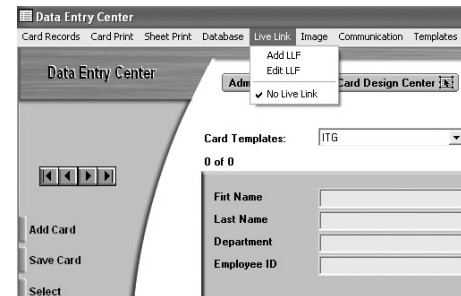 Data Entry Center
Card Records Card Print Sheet Print Database Live Link Image Communication Templates
Add LLF
Edit LLF
✓ No Live Link
Data Entry Center
Adm
Card Design Center
Card Templates: ITG
0 of 0
Firt Name
Last Name
Department
Employee ID
Add Card
Save Card
Select